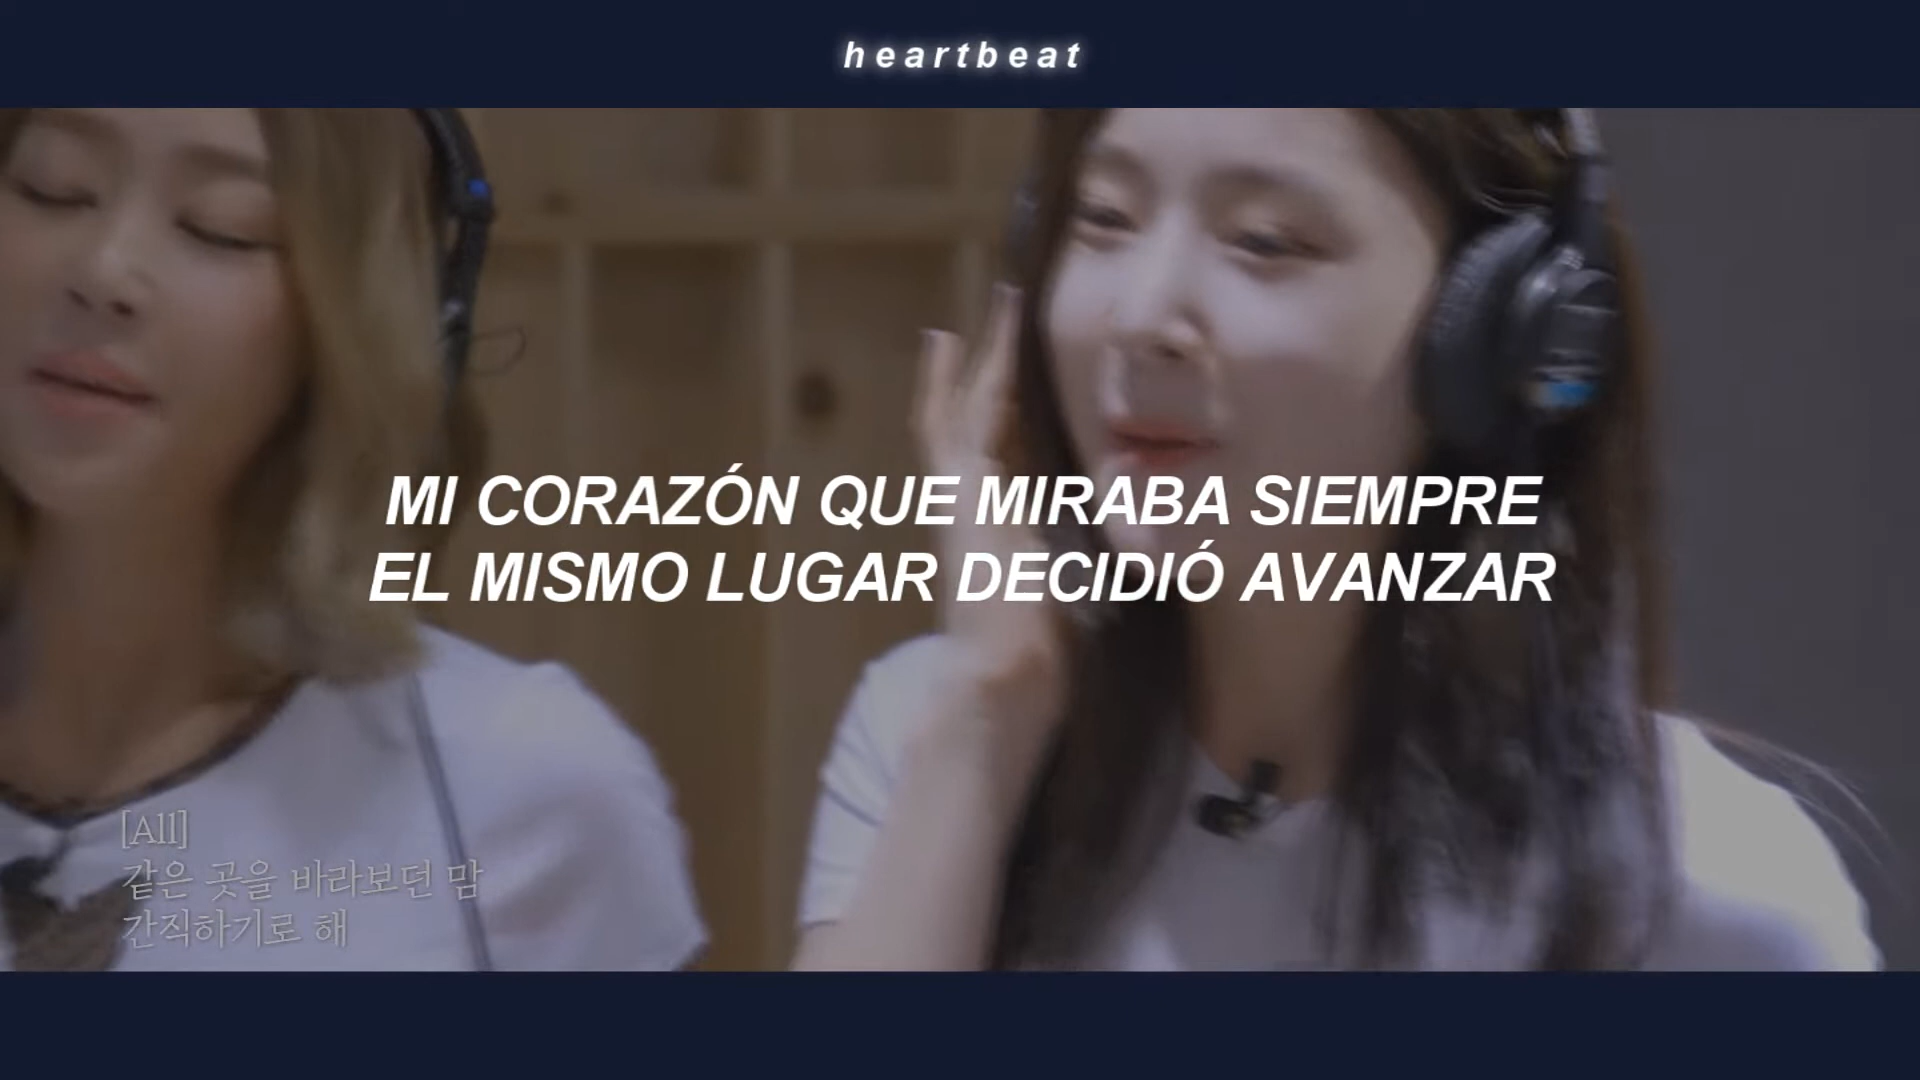 heartbeat
MI CORAZÓN QUE MIRABA SIEMPRE
EL MISMO LUGAR DECIDIÓ AVANZAR
[All]
같은 곳을 바라보던 맘
간직하기로 해